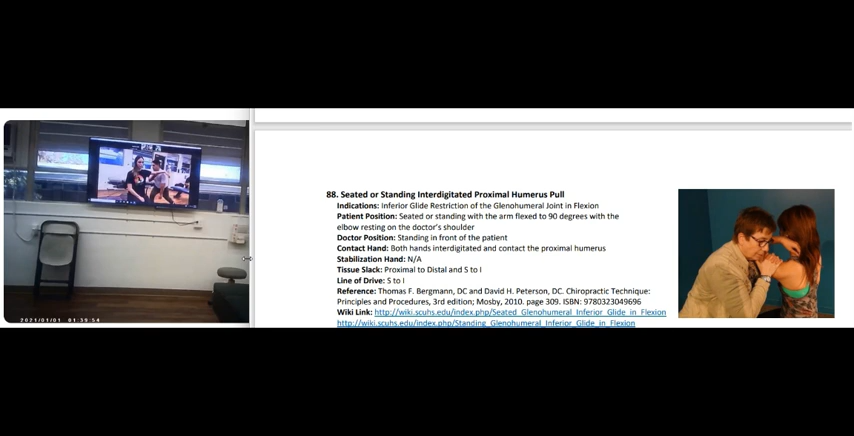 88. Seated or Standing Interdigitated Proximal Humerus Pull
Indications: Inferior Glide Restriction of the Glenohumeral Joint in Flexion
Patient Position: Seated or standing with the arm flexed to 90 degrees with the
elbow resting on the doctor's shoulder
Doctor Position: Standing in front of the patient
Contact Hand: Both hands interdigitated and contact the proximal humerus
Stabilization Hand: N/A
Tissue Slack: Proximal to Distal and S to I
Line of Drive: S to I
Reference: Thomas F. Bergmann, DC and David H. Peterson, DC. Chiropractic Technique:
Principles and Procedures, 3rd edition; Mosby, 2010. page 309. ISBN: 9780323049696
Wiki Link: http://wiki.scuhs.edu/index.php/Seated_Glenohumeral_Inferior_Glide_in_Flexion
http://wiki.scuhs.edu/index.php/Standing_Glenohumeral_Inferior_Glide_in_Flexion
2021/01/01 01:39:54